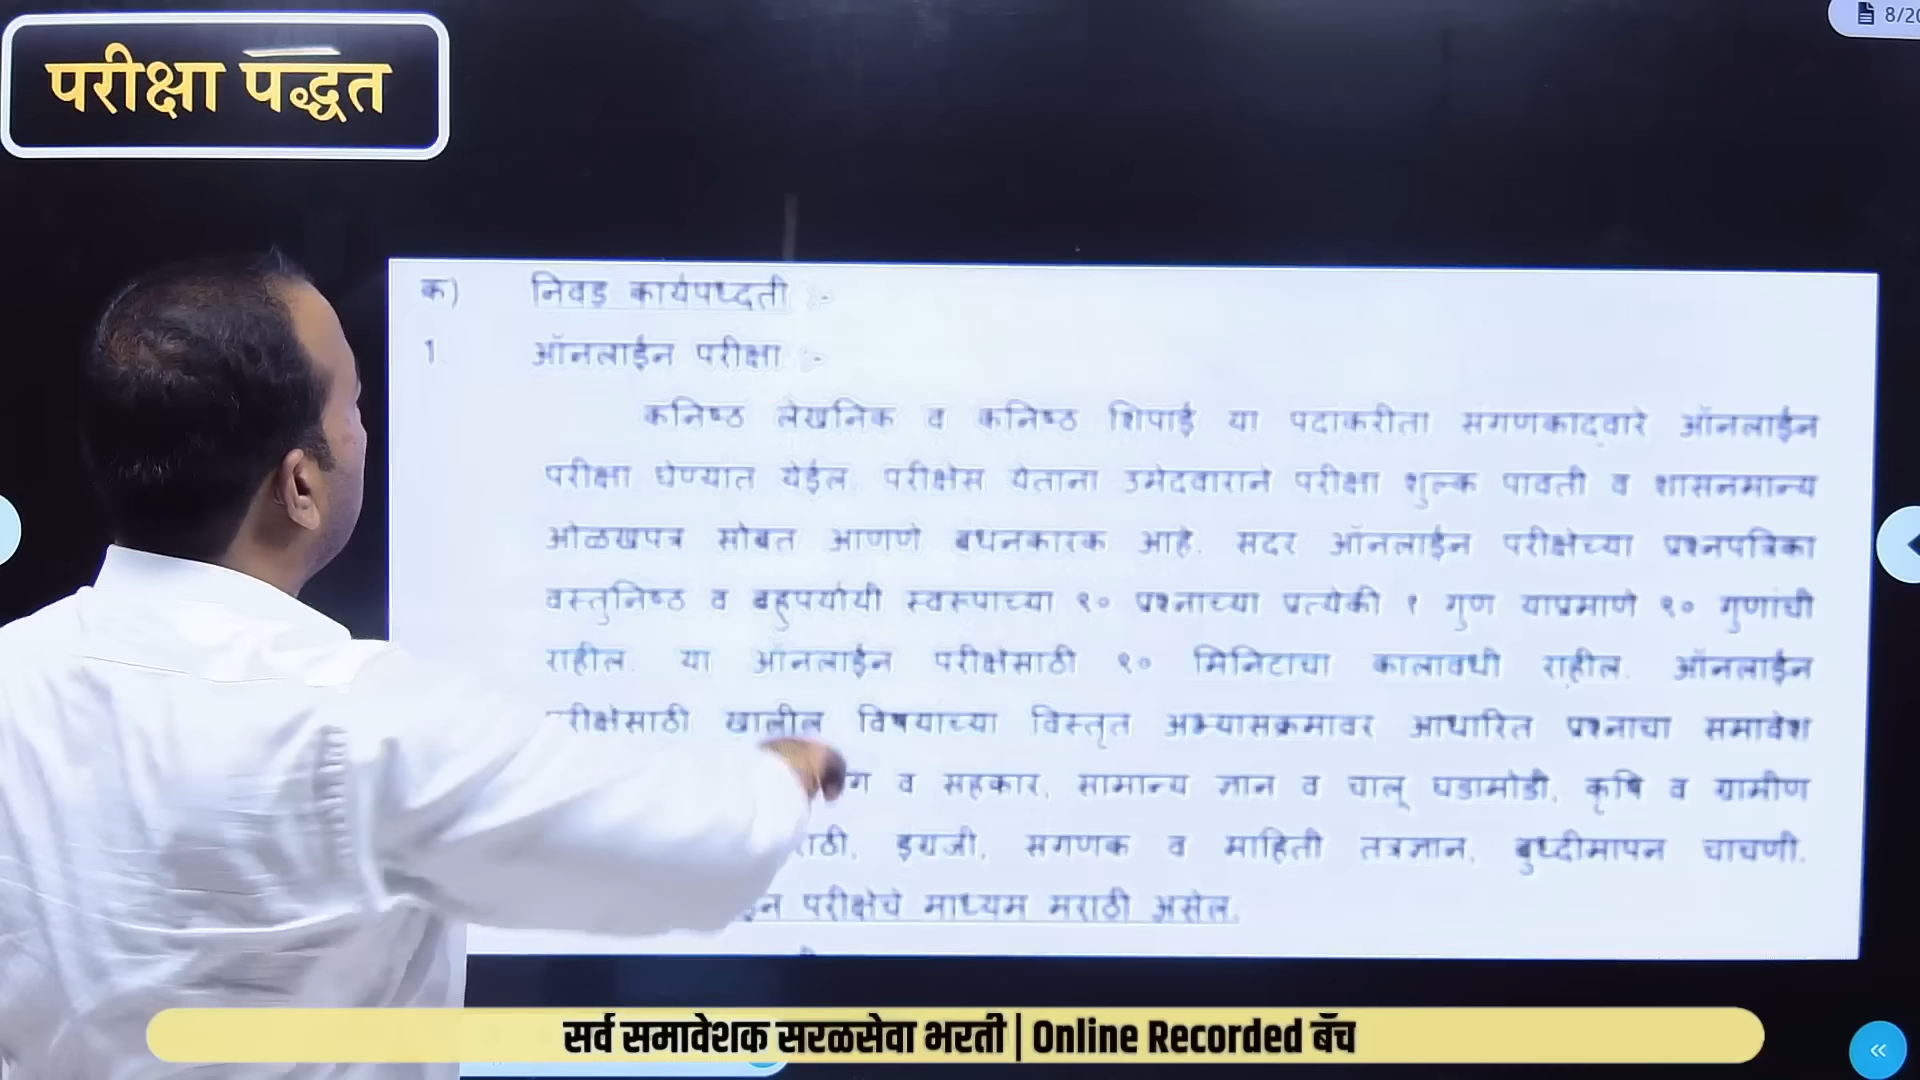 परीक्षा पद्धत
8/20
क) निवड कार्यपध्दती :-
1. ऑनलाईन परीक्षा :-
कनिष्ठ लेखनिक व कनिष्ठ शिपाई या पदाकरीता संगणकाद्वारे ऑनलाईन
परीक्षा घेण्यात येईल. परीक्षेस येताना उमेदवाराने परीक्षा शुल्क पावती व शासनमान्य
ओळखपत्र सोबत आणणे बंधनकारक आहे. सदर ऑनलाईन परीक्षेच्या प्रश्नपत्रिका
वस्तुनिष्ठ व बहुपर्यायी स्वरूपाच्या ९० प्रश्नांच्या प्रत्येकी १ गुण याप्रमाणे ९० गुणांची
राहील. या ऑनलाईन परीक्षेसाठी ९० मिनिटांचा कालावधी राहील. ऑनलाईन
रीक्षेसाठी खालील विषयाच्या विस्तृत अभ्यासक्रमावर आधारित प्रश्नांचा समावेश
ग व सहकार, सामान्य ज्ञान व चालू घडामोडी, कृषि व ग्रामीण
राठी, इंग्रजी, संगणक व माहिती तंत्रज्ञान, बुध्दीमापन चाचणी.
ईन परीक्षेचे माध्यम मराठी असेल.
सर्व समावेशक सरळसेवा भरती | Online Recorded बॅच